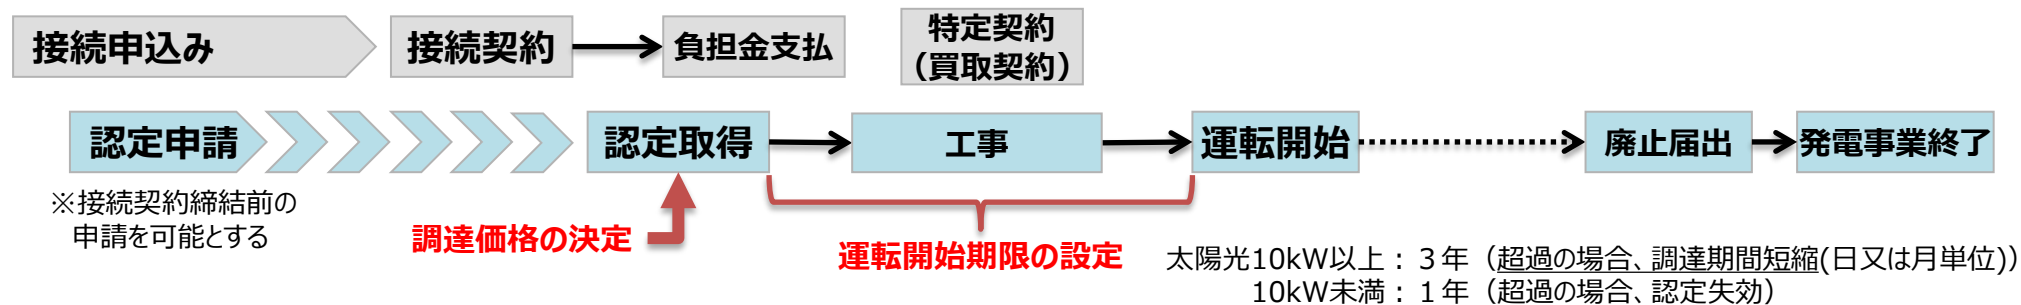 接続申込み
接続契約
負担金支払
特定契約
（買取契約）
認定申請
認定取得
工事
運転開始
廃止届出
発電事業終了
※接続契約締結前の
申請を可能とする
調達価格の決定
運転開始期限の設定
太陽光10kW以上：３年（超過の場合、調達期間短縮(日又は月単位)）
10kW未満：１年（超過の場合、認定失効）